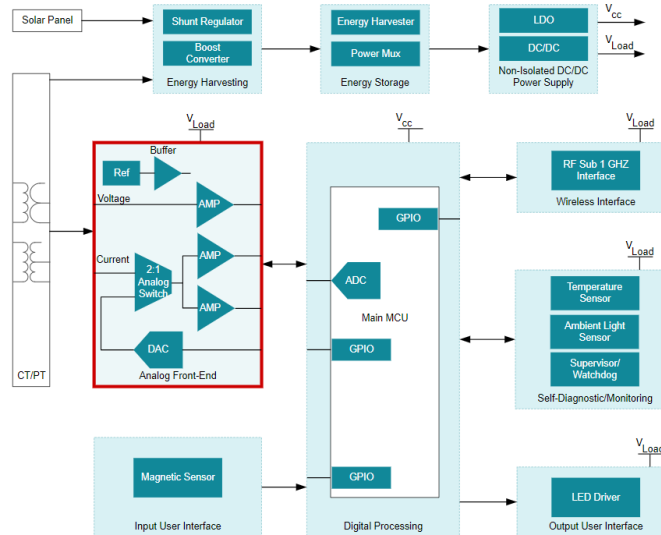 Solar Panel
Shunt Regulator
Boost
Converter
Energy Harvesting
Energy Harvester
Power Mux
Energy Storage
LDO
DC/DC
Non-Isolated DC/DC
Power Supply
Vcc
VLoad
CT/PT
VLoad
Buffer
Ref
Voltage
AMP
Current
2:1
Analog
Switch
AMP
AMP
DAC
Analog Front-End
Vcc
GPIO
ADC
Main MCU
GPIO
GPIO
Digital Processing
VLoad
RF Sub 1 GHZ
Interface
Wireless Interface
VLoad
Temperature
Sensor
Ambient Light
Sensor
Supervisor/
Watchdog
Self-Diagnostic/Monitoring
Magnetic Sensor
Input User Interface
VLoad
LED Driver
Output User Interface